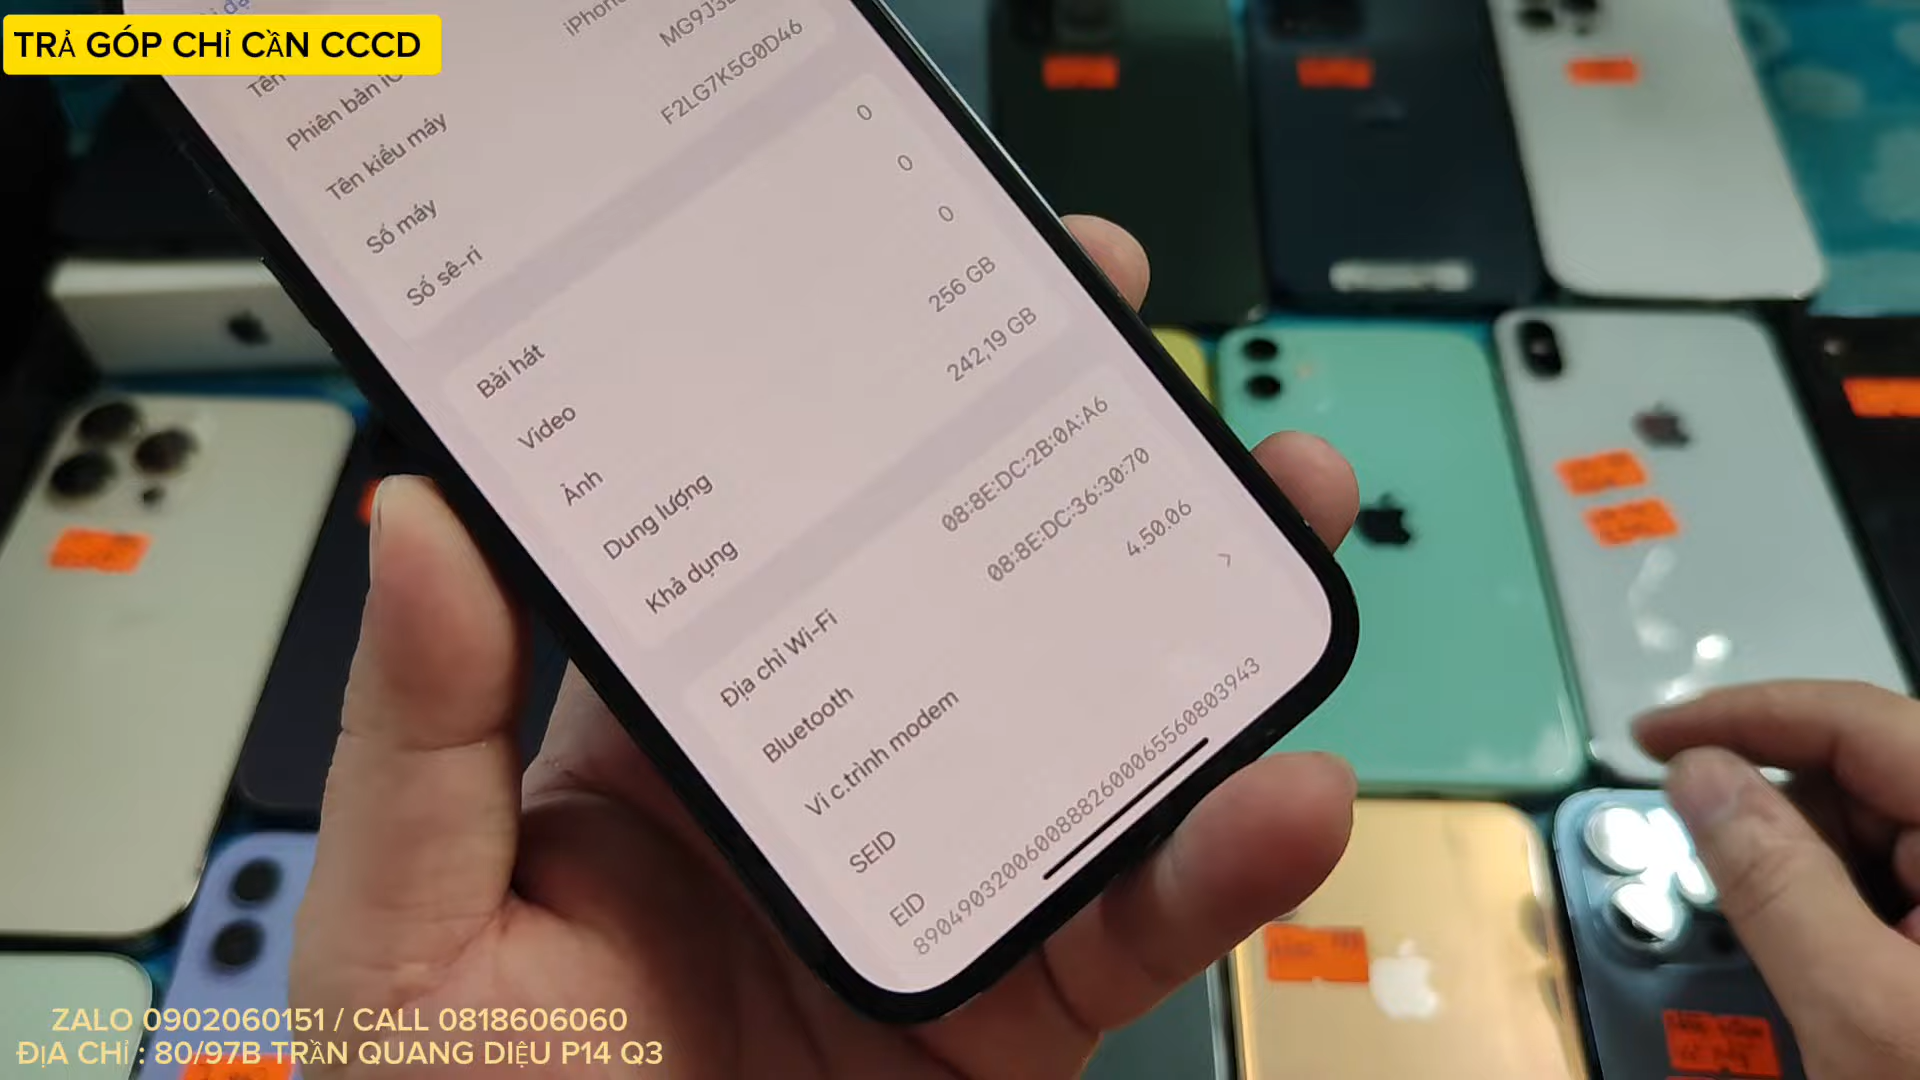 TRẢ GÓP CHỈ CẦN CCCD
Tên
Phiên bản
Tên kiểu máy
Số máy
Số sê-ri F2LG7K5G0D46
Bài hát 0
Video 0
Ảnh 0
Dung lượng 256 GB
Khả dụng 242,19 GB
Địa chỉ Wi-Fi 08:8E:DC:2B:0A:A6
Bluetooth 08:8E:DC:36:30:70
Vi c.trình modem 4.50.06
SEID
EID
89049032006008882600065560803943
ZALO 0902060151 / CALL 0818606060
ĐỊA CHỈ : 80/97B TRẦN QUANG DIỆU P14 Q3